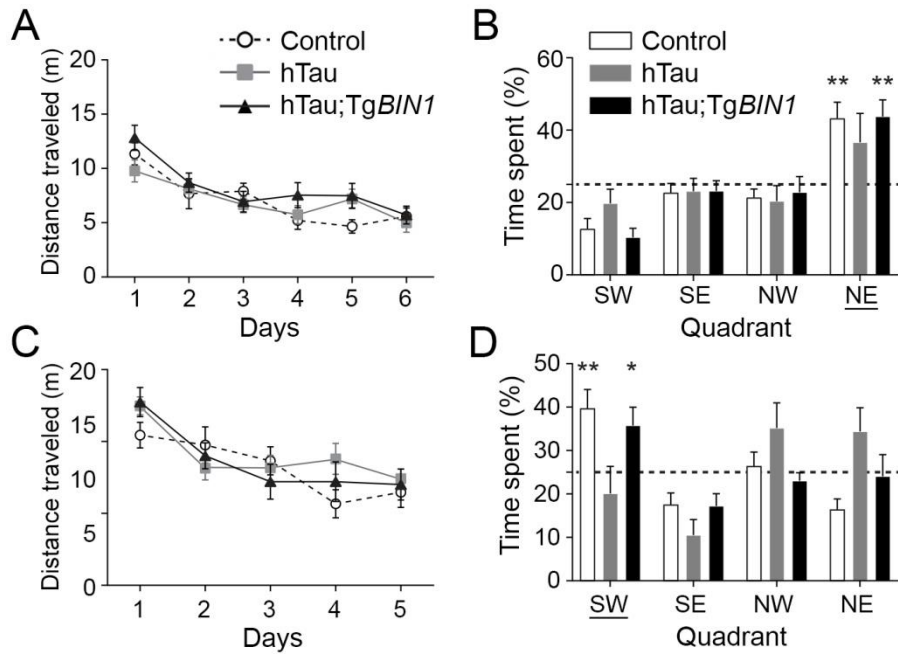 A
Distance traveled (m)
20
15
10
5
0
1 2 3 4 5 6
Days
Control
hTau
hTau;TgBIN1
B
Time spent (%)
60
40
20
0
Control
hTau
hTau;TgBIN1
** **
SW SE NW NE
Quadrant
C
Distance traveled (m)
20
15
10
5
0
1 2 3 4 5
Days
D
Time spent (%)
50
40
30
20
10
0
** *
SW SE NW NE
Quadrant